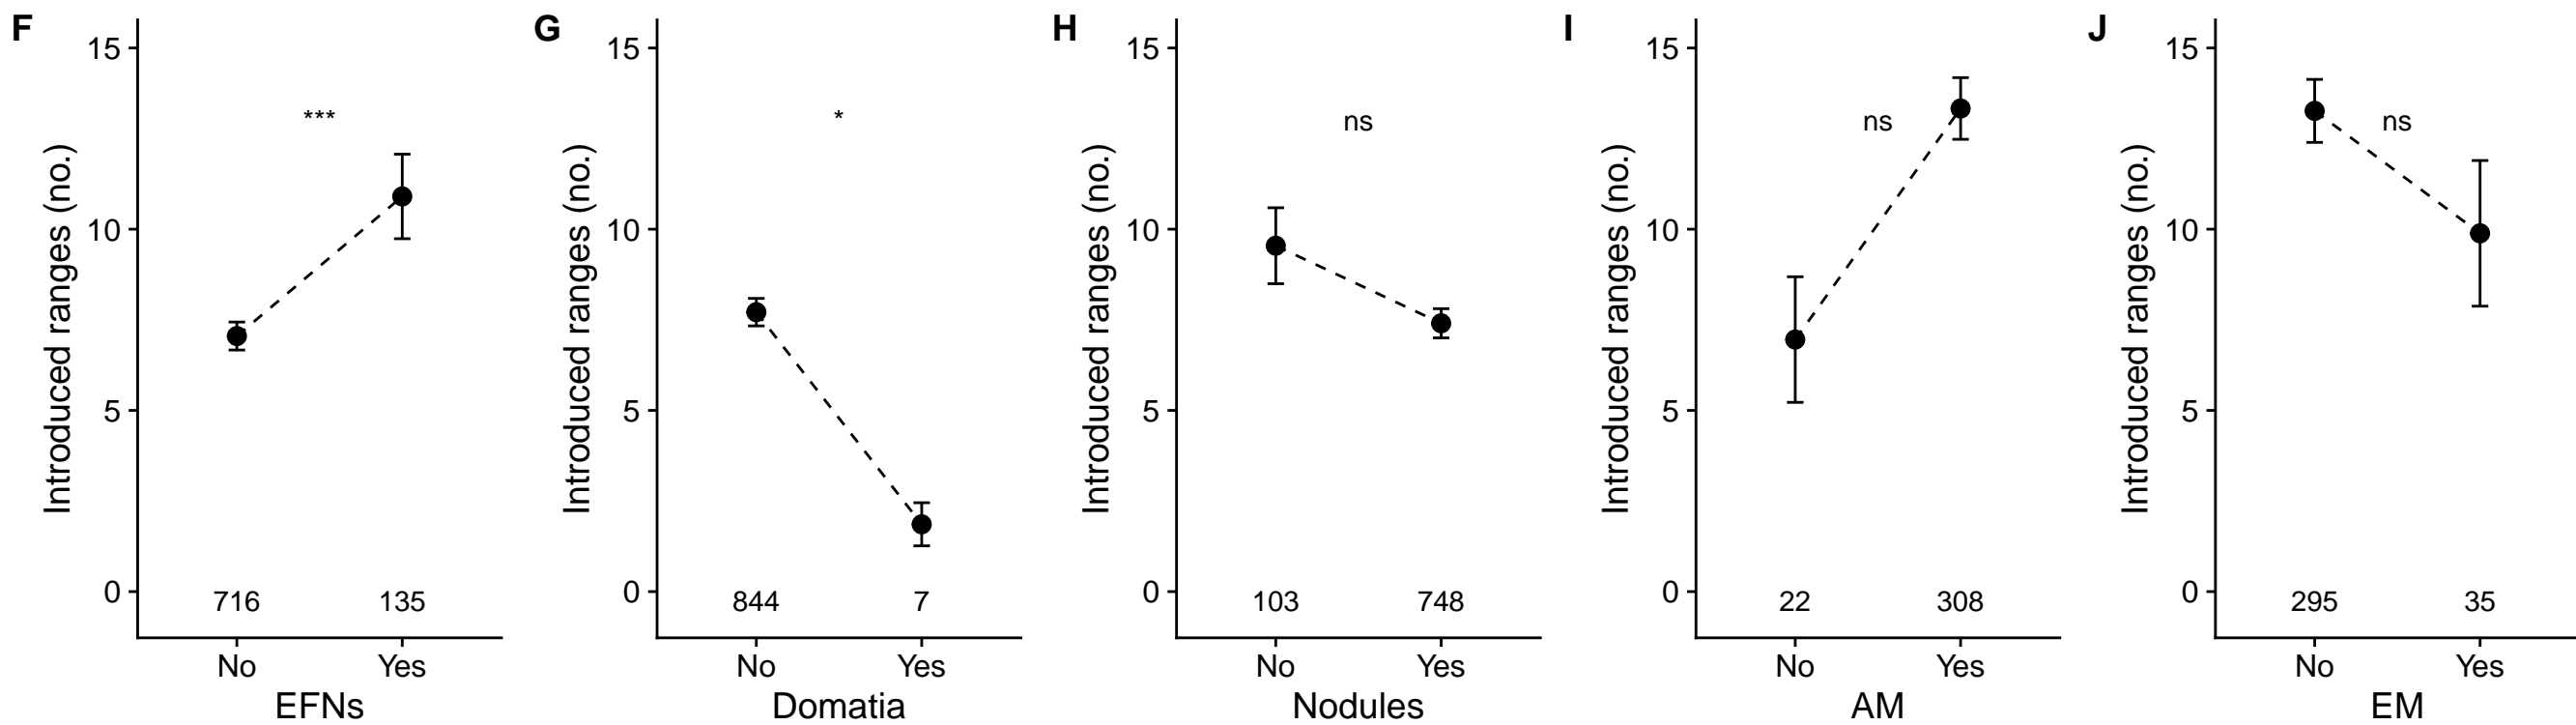 F
15
***
10
5
0
716 135
No Yes
EFNs
Introduced ranges (no.)
G
15
*
10
5
0
844 7
No Yes
Domatia
Introduced ranges (no.)
H
15
ns
10
5
0
103 748
No Yes
Nodules
Introduced ranges (no.)
I
15
ns
10
5
0
22 308
No Yes
AM
Introduced ranges (no.)
J
15
ns
10
5
0
295 35
No Yes
EM
Introduced ranges (no.)